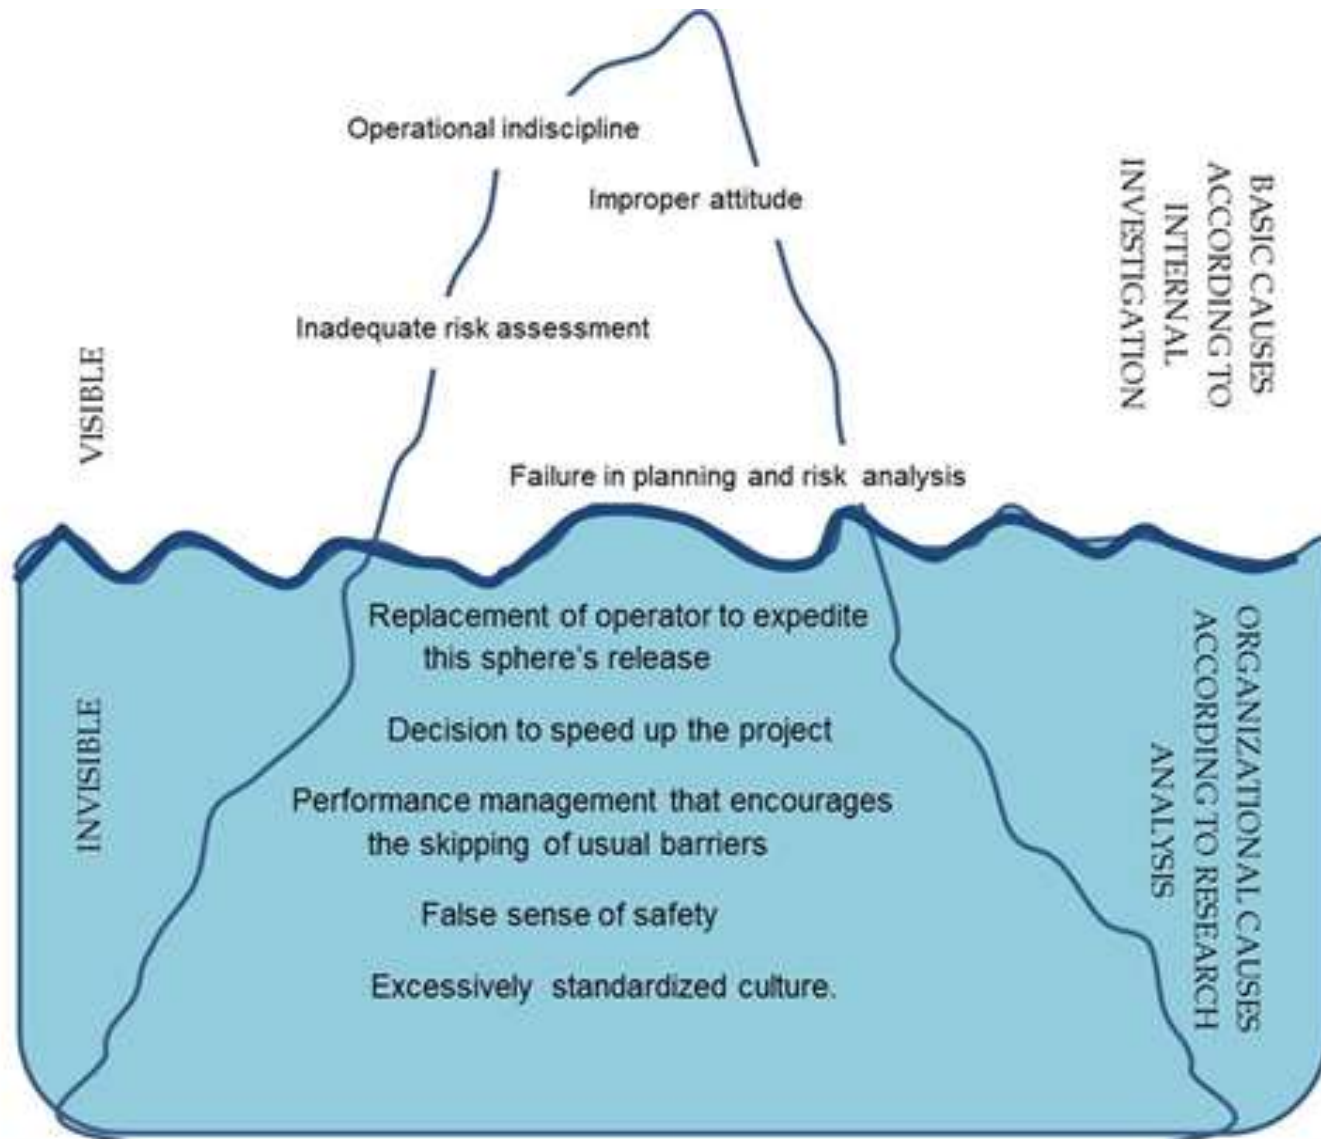 Operational indiscipline
Improper attitude
Inadequate risk assessment
Failure in planning and risk analysis
VISIBLE
BASIC CAUSES
ACCORDING TO
INTERNAL
INVESTIGATION
Replacement of operator to expedite
this sphere's release
Decision to speed up the project
Performance management that encourages
the skipping of usual barriers
False sense of safety
Excessively standardized culture.
INVISIBLE
ORGANIZATIONAL CAUSES
ACCORDING TO RESEARCH
ANALYSIS